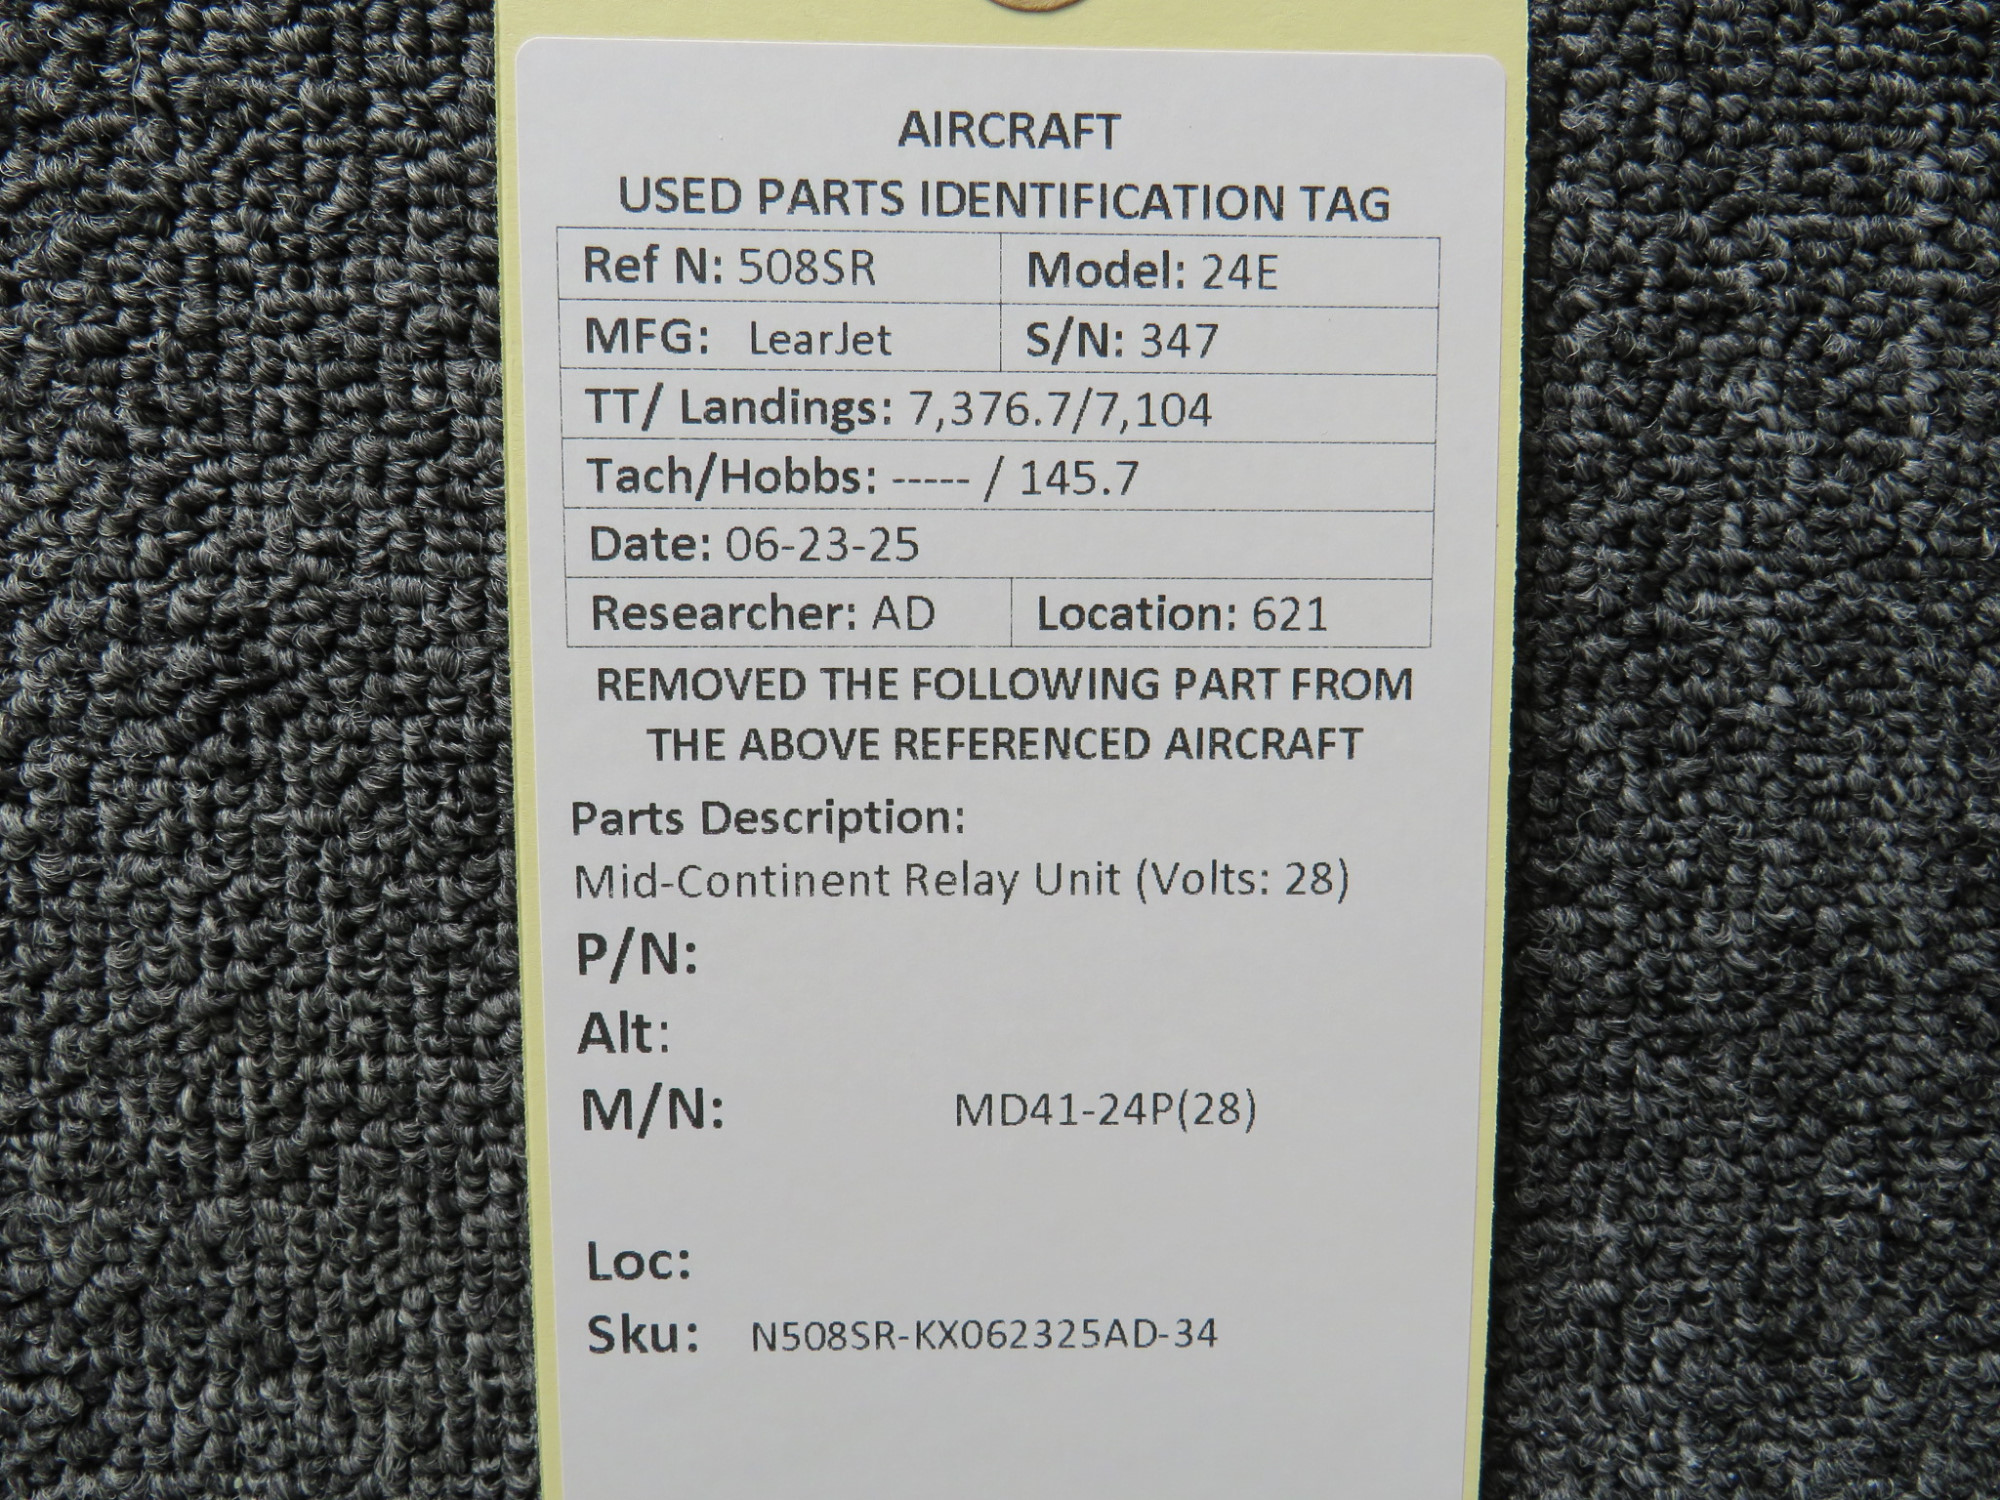 AIRCRAFT
USED PARTS IDENTIFICATION TAG
Ref N: 508SR Model: 24E
MFG: LearJet S/N: 347
TT/ Landings: 7,376.7/7,104
Tach/Hobbs: ----- / 145.7
Date: 06-23-25
Researcher: AD Location: 621
REMOVED THE FOLLOWING PART FROM
THE ABOVE REFERENCED AIRCRAFT
Parts Description:
Mid-Continent Relay Unit (Volts: 28)
P/N:
Alt:
M/N: MD41-24P(28)
Loc:
Sku: N508SR-KX062325AD-34